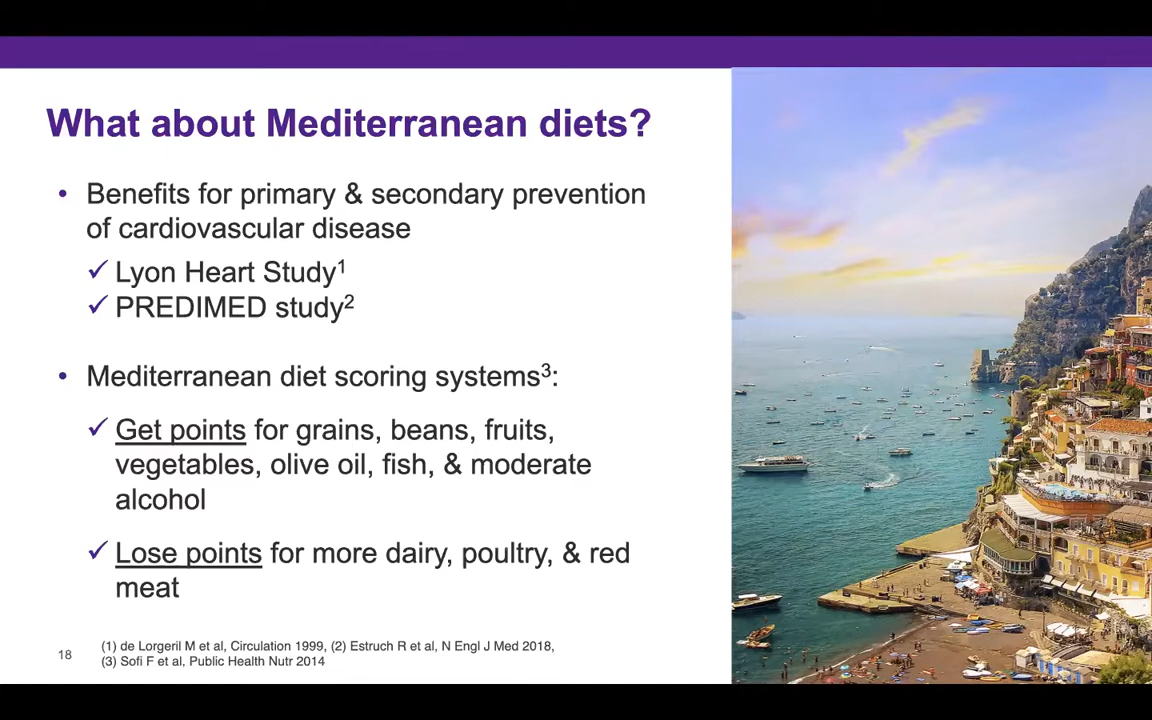 What about Mediterranean diets?
• Benefits for primary & secondary prevention
of cardiovascular disease
✓ Lyon Heart Study¹
✓ PREDIMED study²
• Mediterranean diet scoring systems³:
✓ Get points for grains, beans, fruits,
vegetables, olive oil, fish, & moderate
alcohol
✓ Lose points for more dairy, poultry, & red
meat
(1) de Lorgeril M et al, Circulation 1999, (2) Estruch R et al, N Engl J Med 2018,
(3) Sofi F et al, Public Health Nutr 2014
18